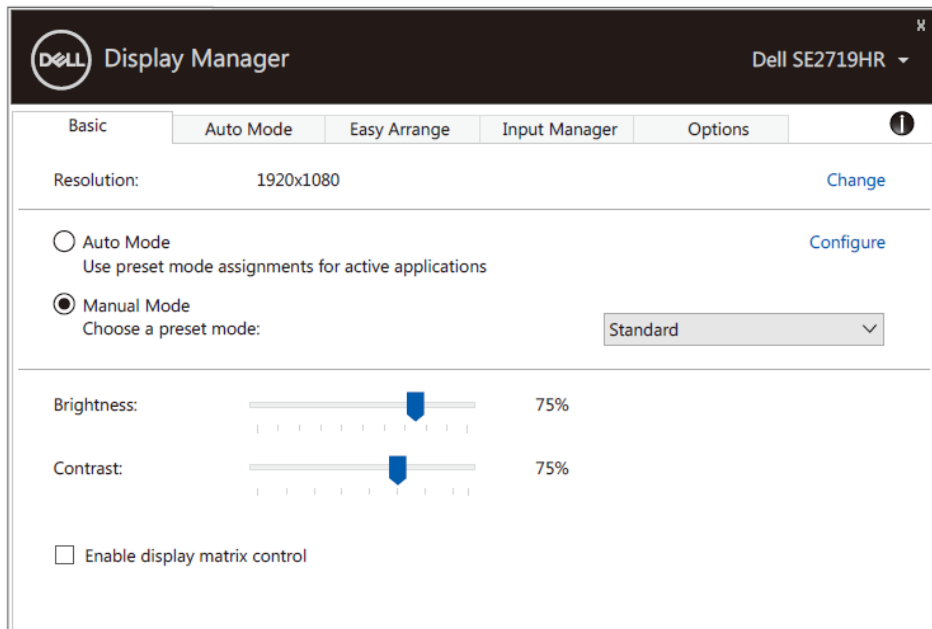 X
DELL Display Manager Dell SE2719HR
Basic Auto Mode Easy Arrange Input Manager Options i
Resolution: 1920x1080 Change
Auto Mode Configure
Use preset mode assignments for active applications
Manual Mode
Choose a preset mode: Standard
Brightness: 75%
Contrast: 75%
Enable display matrix control